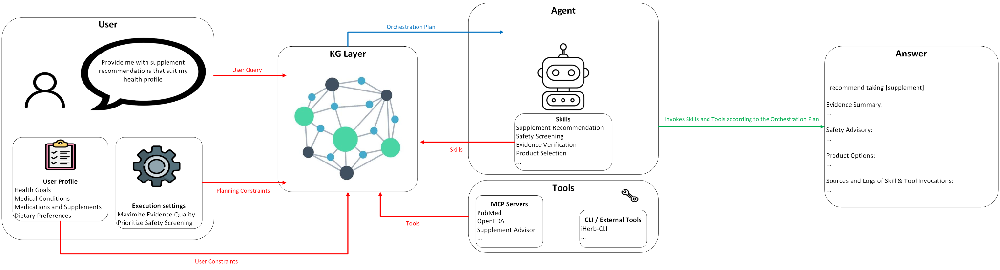 User
Provide me with supplement
recommendations that suit my
health profile
User Profile
Health Goals
Medical Conditions
Medications and Supplements
Dietary Preferences
Execution settings
Maximize Evidence Quality
Prioritize Safety Screening
User Query
Planning Constraints
User Constraints
KG Layer
Orchestration Plan
Skills
Tools
Agent
Skills
Supplement Recommendation
Safety Screening
Evidence Verification
Product Selection
...
Tools
MCP Servers
PubMed
OpenFDA
Supplement Advisor
...
CLI / External Tools
iHerb-CLI
...
Invokes Skills and Tools according to the Orchestration Plan
Answer
I recommend taking [supplement]
Evidence Summary:
...
Safety Advisory:
...
Product Options:
...
Sources and Logs of Skill & Tool Invocations:
...